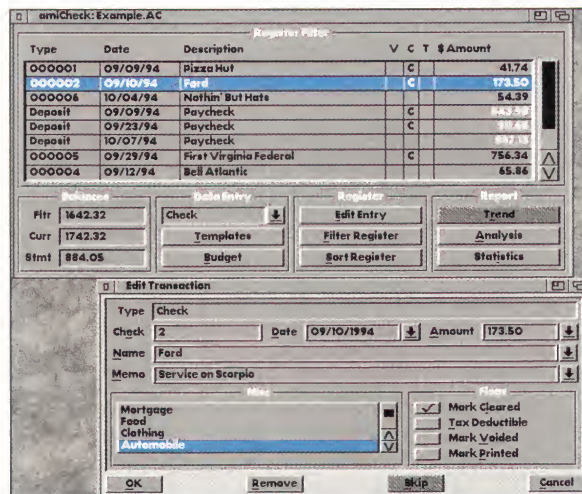 amiCheck: Example.AC
Register Filter
Type Date Description V C T $ Amount
000001 09/09/94 Pizza Hut C 41.74
000002 09/10/94 Ford C 173.50
000006 10/04/94 Nothin' But Hats 54.39
Deposit 09/09/94 Paycheck C
Deposit 09/23/94 Paycheck C
Deposit 10/07/94 Paycheck
000005 09/29/94 First Virginia Federal C 756.34
000004 09/12/94 Bell Atlantic 65.86
Balances Data Entry Register Report
Fltr 1642.32 Check Edit Entry Trend
Curr 1742.32 Templates Filter Register Analysis
Stmt 884.05 Budget Sort Register Statistics
Edit Transaction
Type Check
Check 2 Date 09/10/1994 Amount 173.50
Name Ford
Memo Service on Scorpio
Misc Flags
Mortgage Mark Cleared
Food Tax Deductible
Clothing Mark Voided
Automobile Mark Printed
OK Remove Skip Cancel